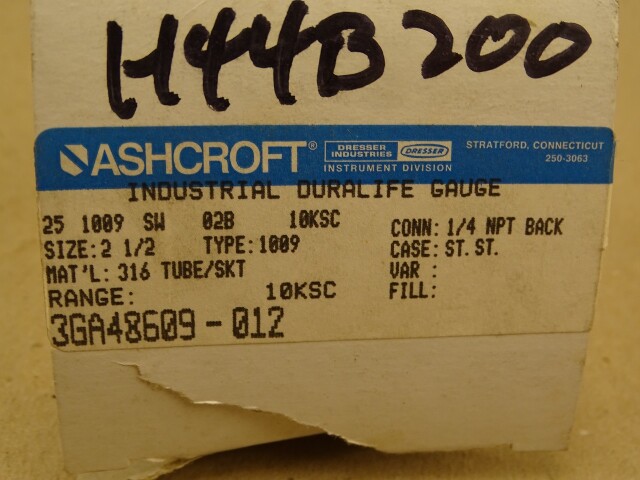 H44B200
ASHCROFT® DRESSER INDUSTRIES DRESSER INSTRUMENT DIVISION STRATFORD, CONNECTICUT
250-3063
INDUSTRIAL DURALIFE GAUGE
25 1009 SW 02B 10KSC CONN: 1/4 NPT BACK
SIZE: 2 1/2 TYPE: 1009 CASE: ST. ST.
MAT'L: 316 TUBE/SKT VAR :
RANGE: 10KSC FILL:
3GA48609-012